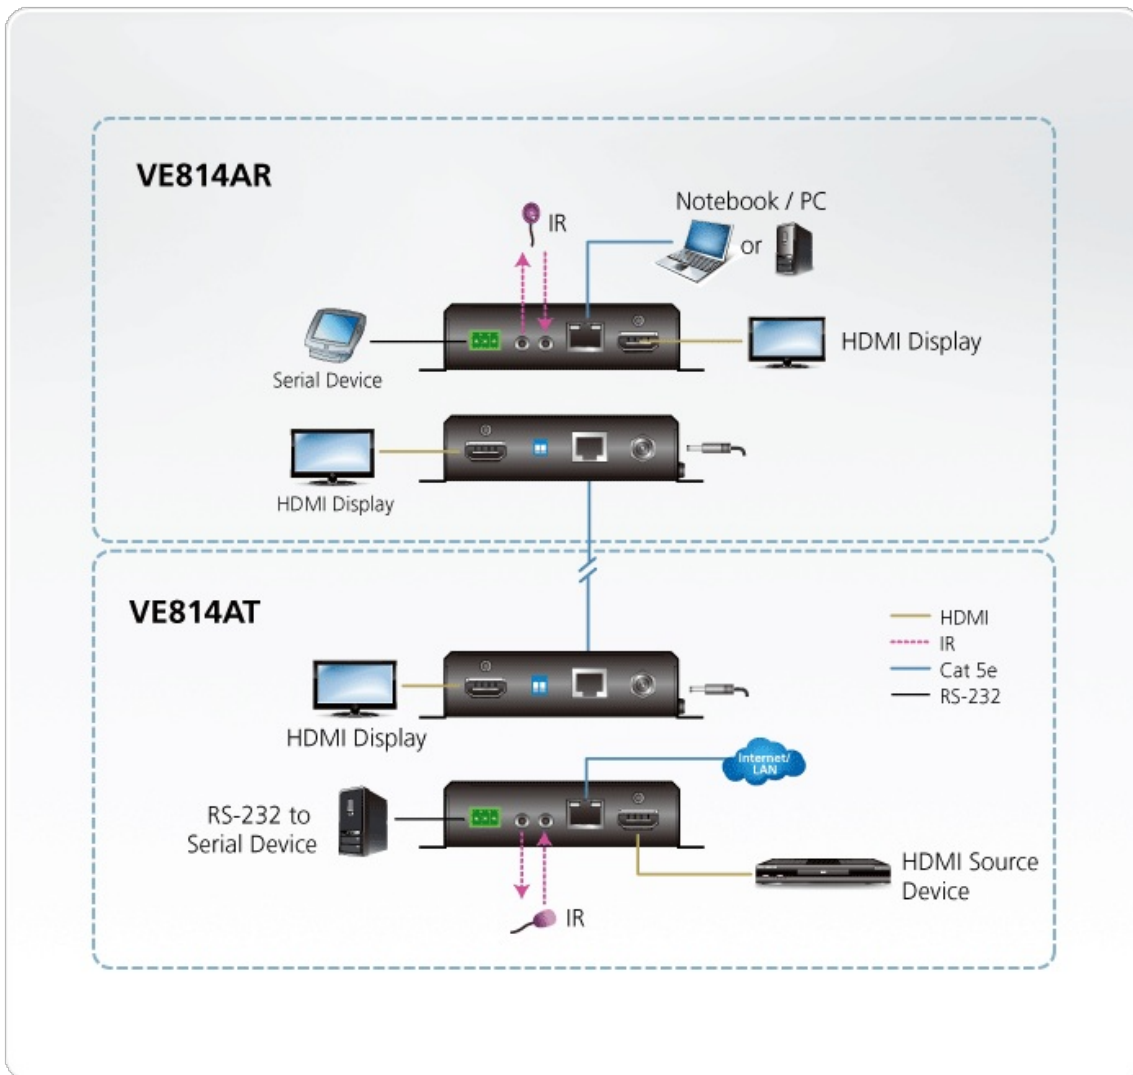 VE814AR
Notebook / PC
IR
or
HDMI Display
Serial Device
HDMI Display
VE814AT
HDMI
IR
Cat 5e
RS-232
HDMI Display
Internet/
LAN
RS-232 to
Serial Device
HDMI Source
Device
IR